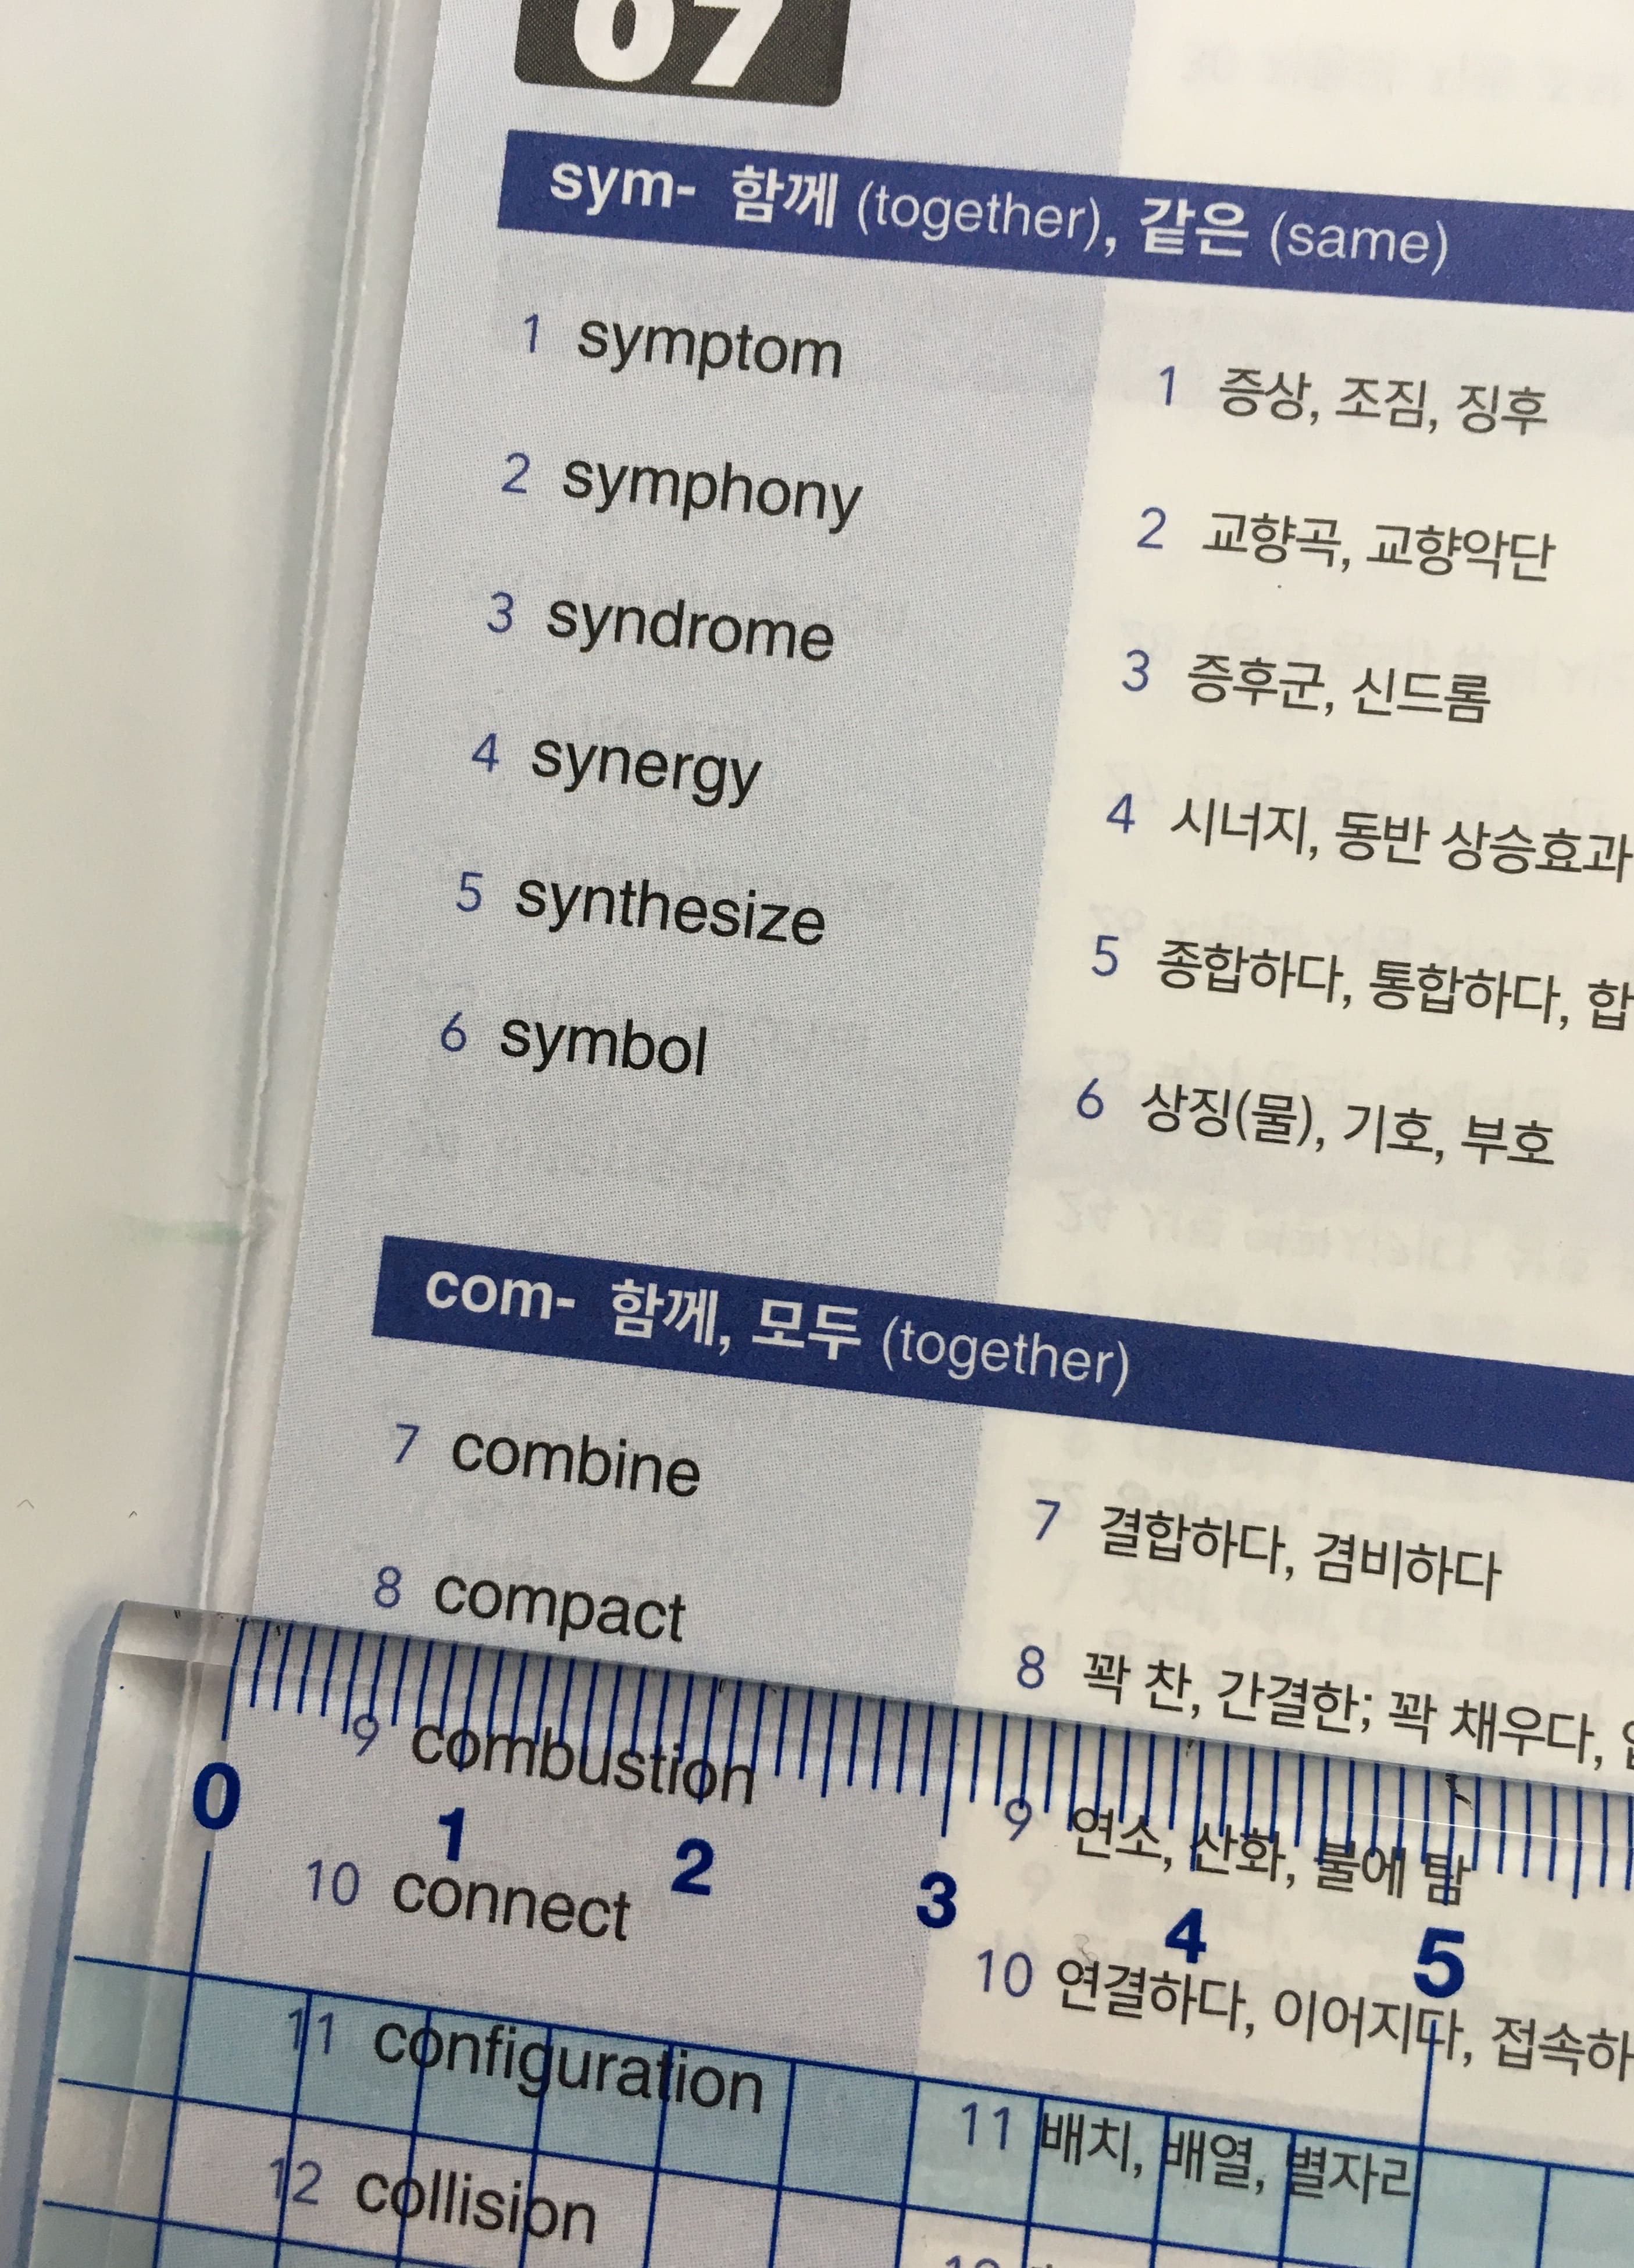 07
sym- 함께 (together), 같은 (same)
1 symptom
1 증상, 조짐, 징후
2 symphony
2 교향곡, 교향악단
3 syndrome
3 증후군, 신드롬
4 synergy
4 시너지, 동반 상승효과
5 synthesize
5 종합하다, 통합하다, 합
6 symbol
6 상징(물), 기호, 부호
com- 함께, 모두 (together)
7 combine
7 결합하다, 겸비하다
8 compact
8 꽉 찬, 간결한; 꽉 채우다,
9 combustion
9 연소, 산화, 불에 탐
0 1 2 3 4 5
10 connect
10 연결하다, 이어지다, 접속하
11 configuration
11 배치, 배열, 별자리
12 collision